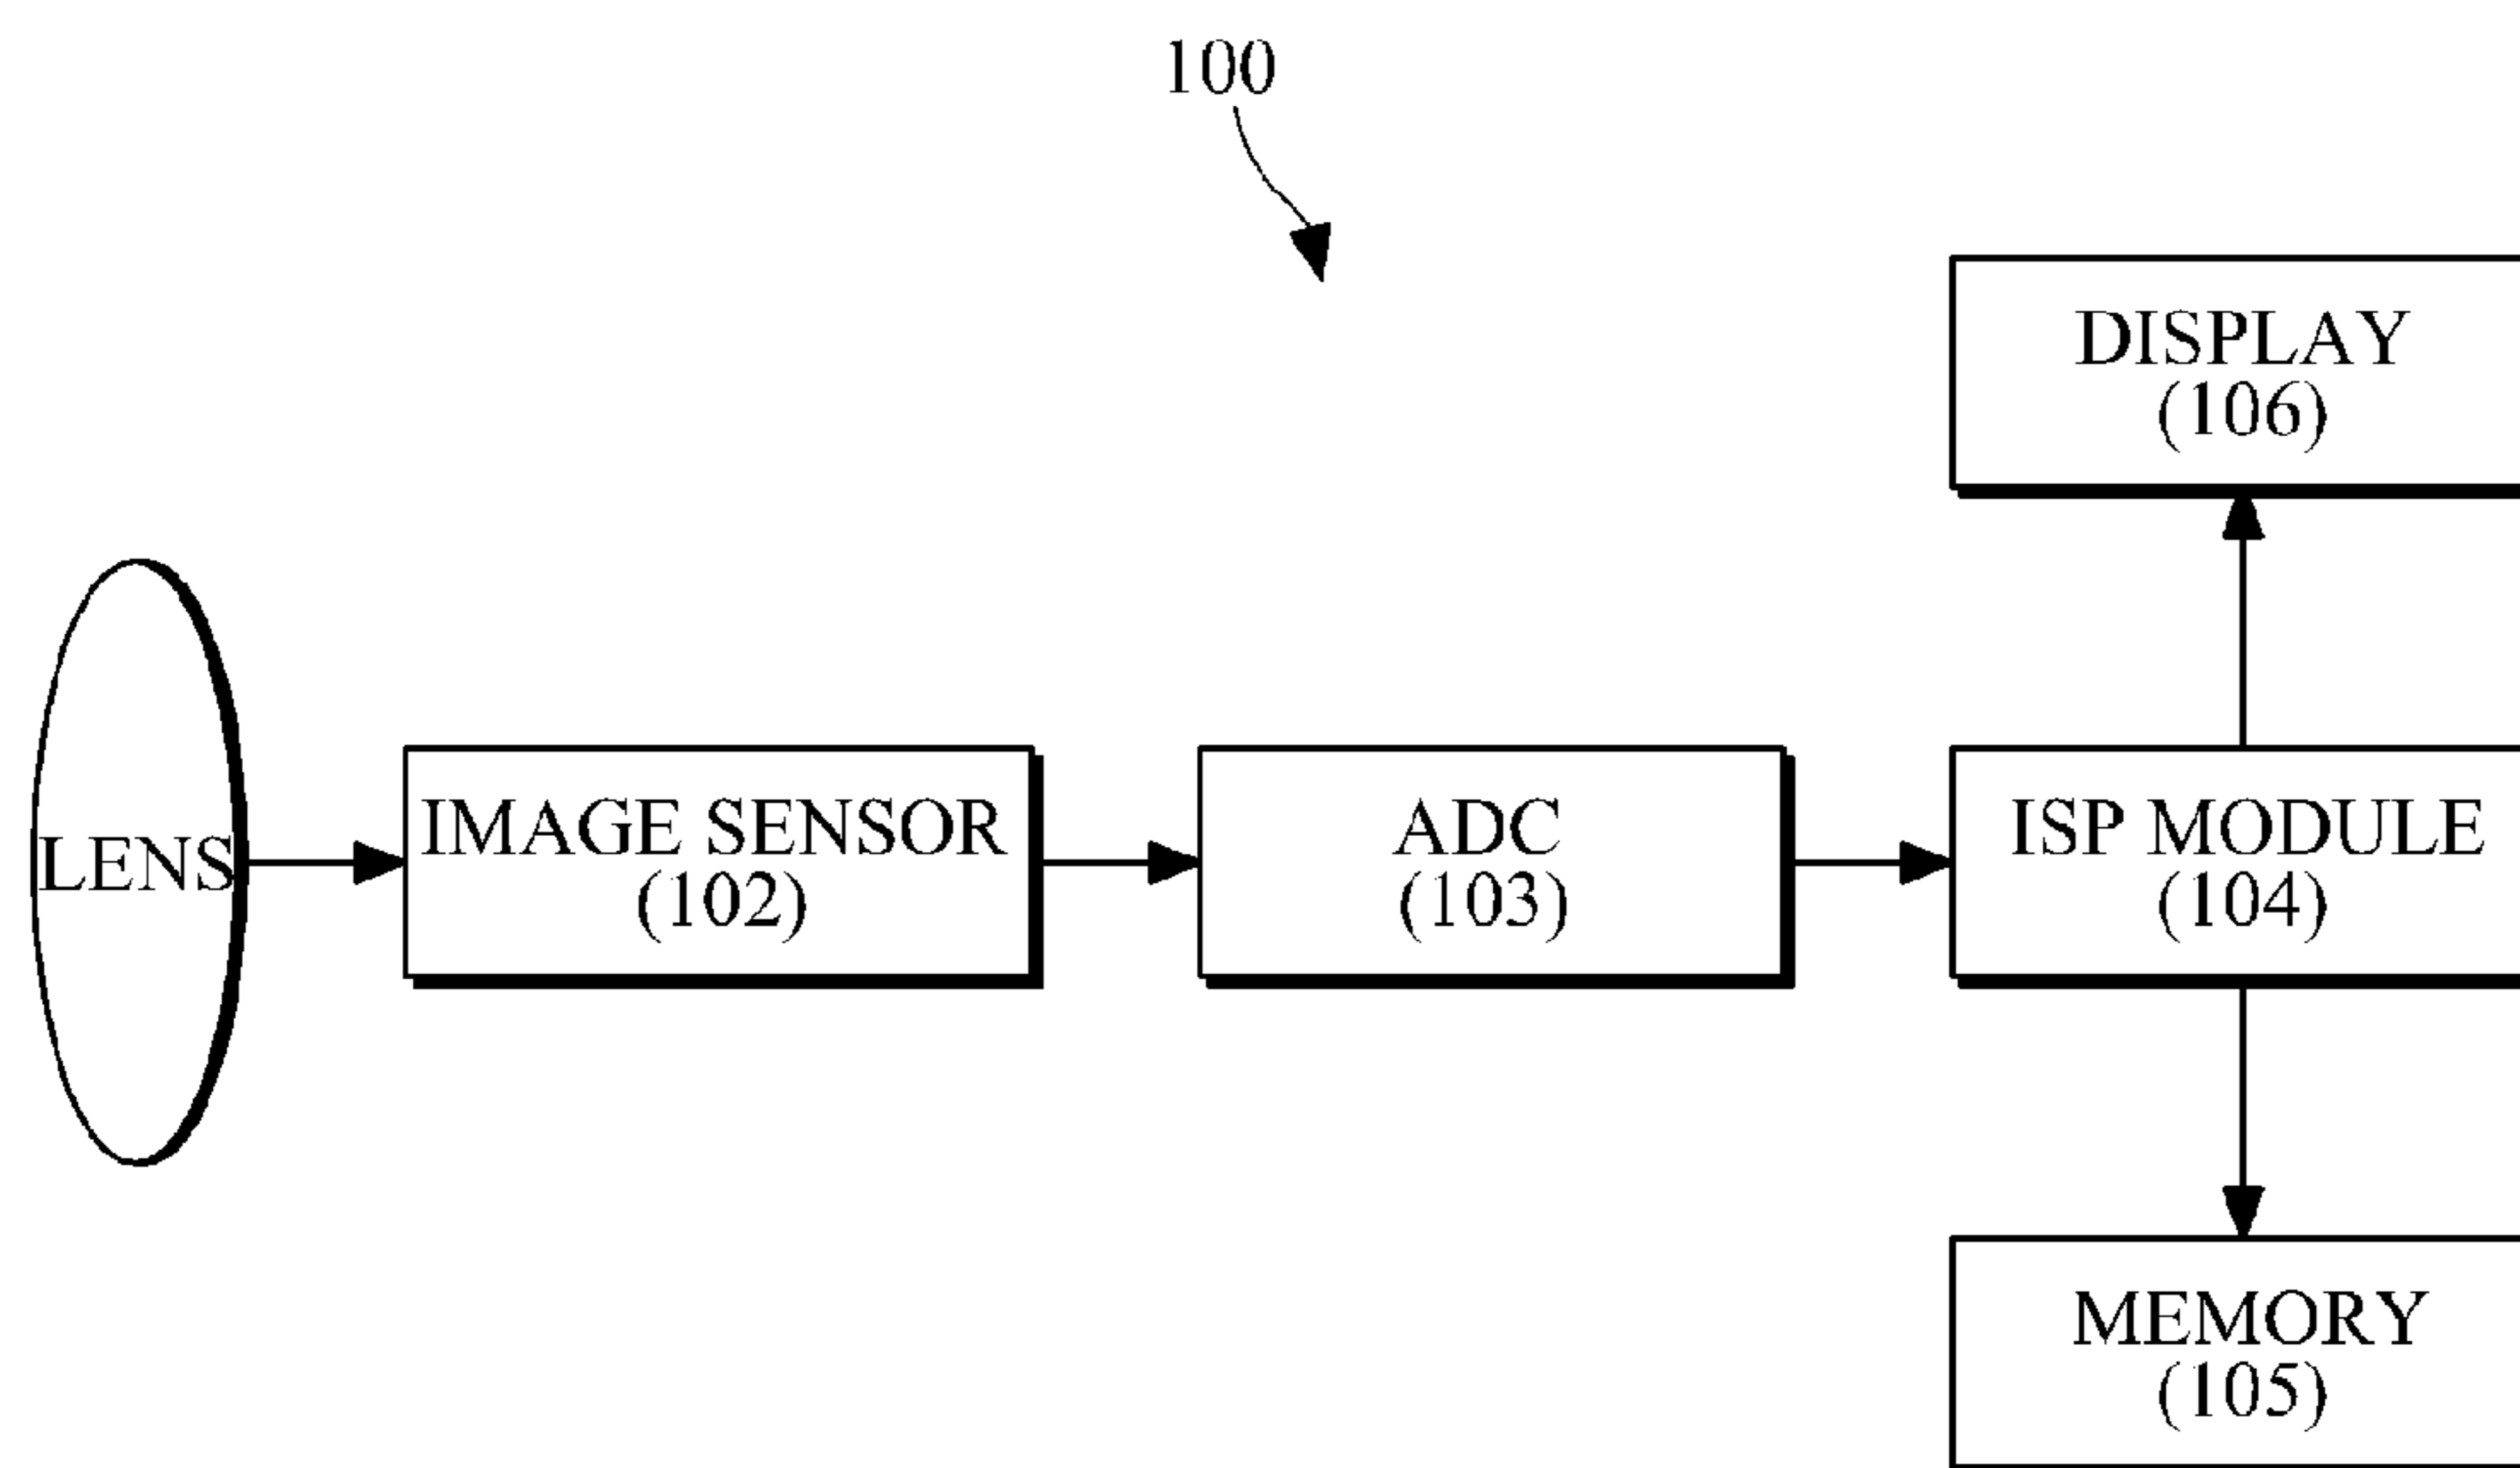 100
DISPLAY
(106)
LENS
IMAGE SENSOR
(102)
ADC
(103)
ISP MODULE
(104)
MEMORY
(105)